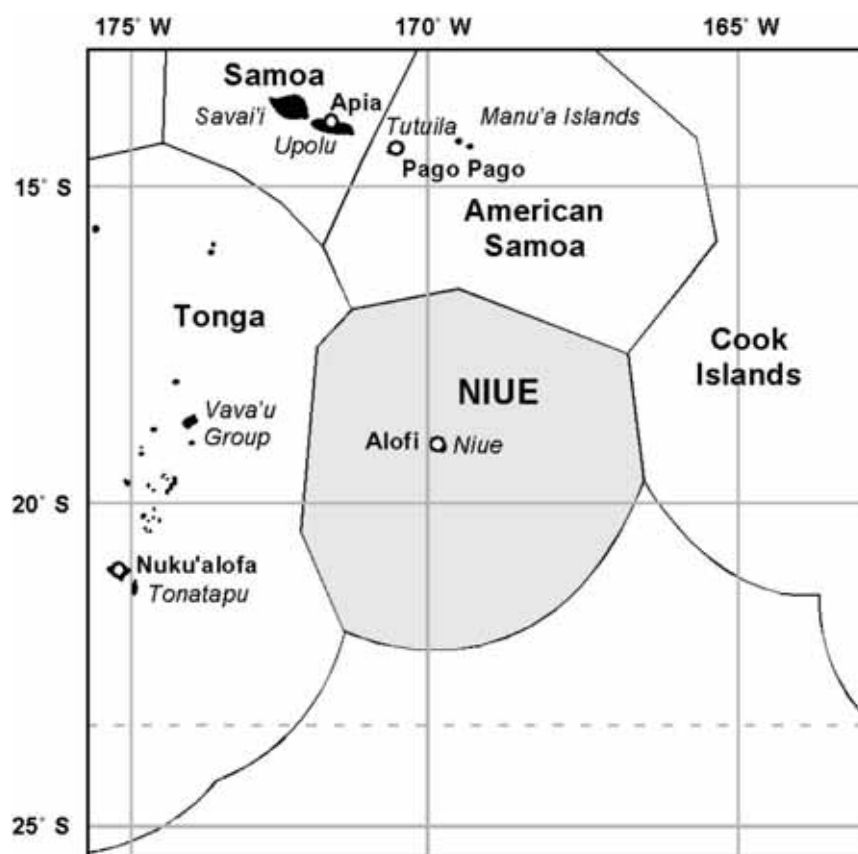 175° W
170° W
165° W
Samoa
Savai'i
Apia
Upolu
Tutuila
Manu'a Islands
Pago Pago
15° S
American
Samoa
Tonga
Cook
Islands
NIUE
Vava'u
Group
Alofi
Niue
20° S
Nuku'alofa
Tonatapu
25° S